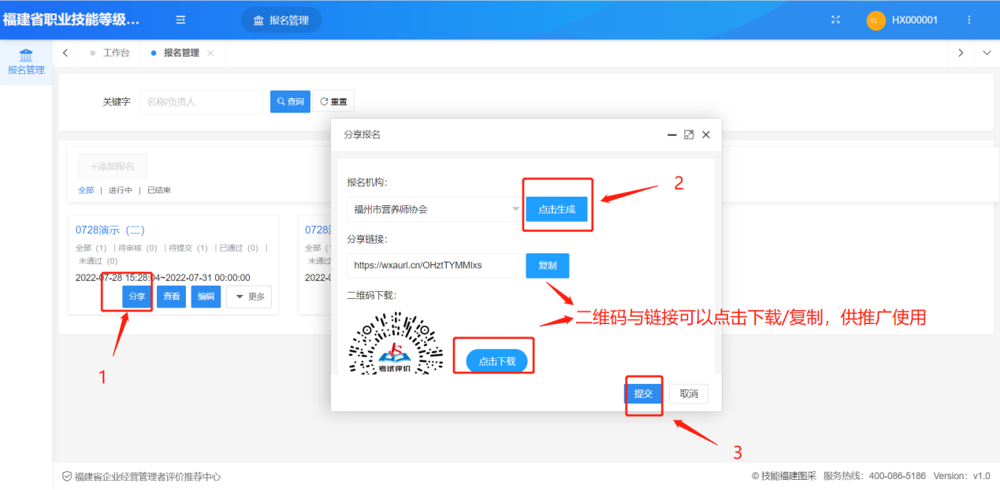 福建省职业技能等级...
报名管理
01
HX000001
报名管理
工作台
报名管理
关键字
名称/负责人
查询
重置
+添加报名
全部 | 进行中 | 已结束
0728演示（二）
全部（1）丨待审核（0）丨待提交（1）丨已通过（0）丨
未通过（0）
2022-07-28 15:28:04~2022-07-31 00:00:00
分享
查看
编辑
更多
1
0728
全部（
未通过
2022-0
分享报名
报名机构：
福州市营养师协会
点击生成
2
分享链接：
https://wxaurl.cn/OHztTYMMlxs
复制
二维码下载：
二维码与链接可以点击下载/复制，供推广使用
考试评价
点击下载
提交
取消
3
福建省企业经营管理者评价推荐中心
© 技能福建图采 服务热线：400-086-5186 Version：v1.0